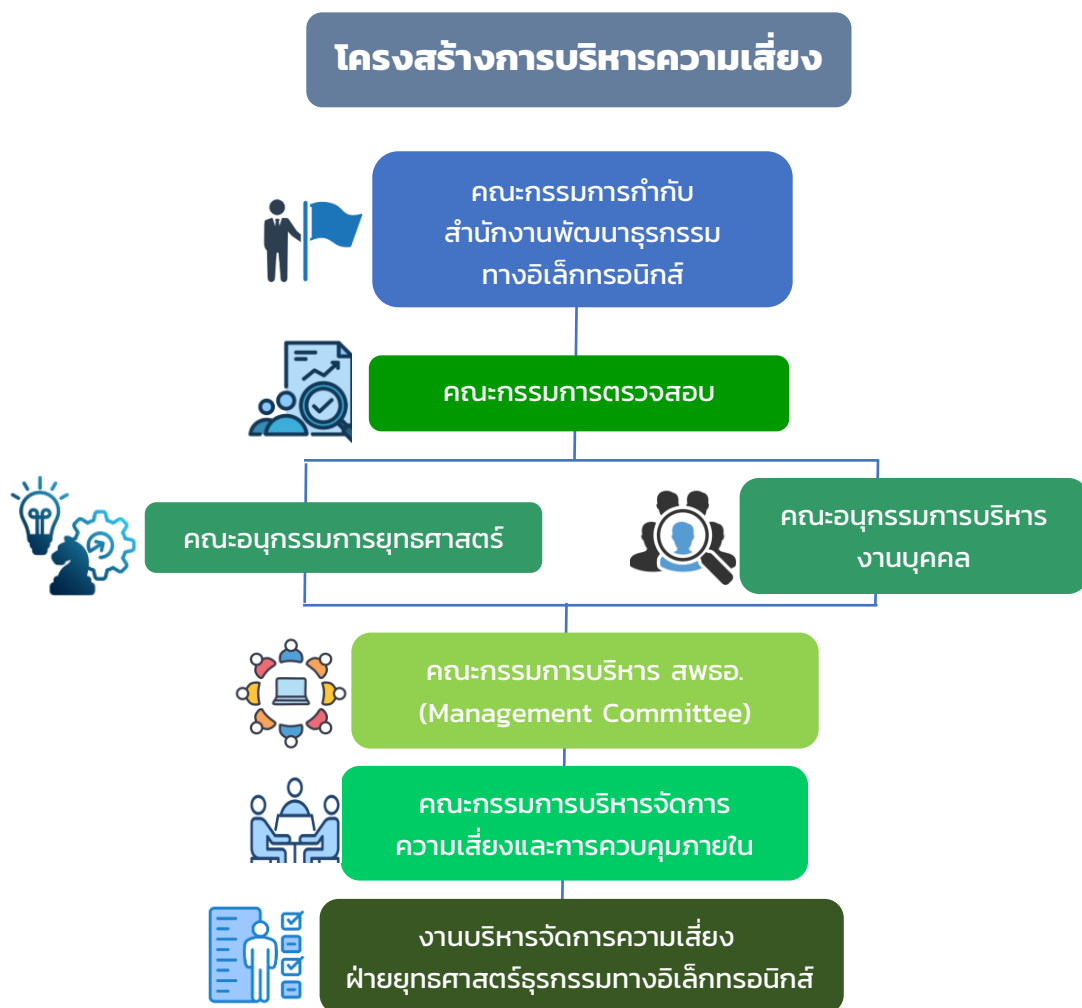 โครงสร้างการบริหารความเสี่ยง
คณะกรรมการกำกับ
สำนักงานพัฒนาธุรกรรม
ทางอิเล็กทรอนิกส์
คณะกรรมการตรวจสอบ
คณะอนุกรรมการยุทธศาสตร์
คณะอนุกรรมการบริหาร
งานบุคคล
คณะกรรมการบริหาร สพธอ.
(Management Committee)
คณะกรรมการบริหารจัดการ
ความเสี่ยงและการควบคุมภายใน
งานบริหารจัดการความเสี่ยง
ฝ่ายยุทธศาสตร์ธุรกรรมทางอิเล็กทรอนิกส์